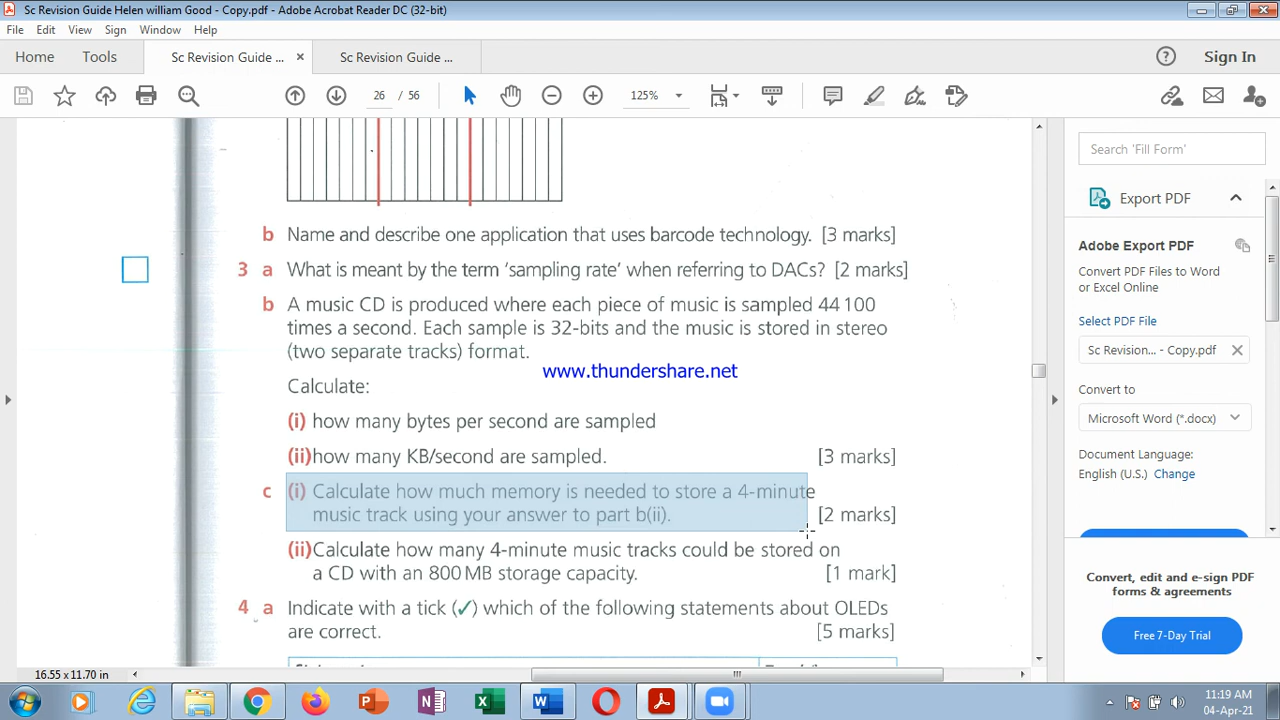 Sc Revision Guide Helen william Good - Copy.pdf - Adobe Acrobat Reader DC (32-bit)
File Edit View Sign Window Help
Home Tools Sc Revision Guide ... × Sc Revision Guide ... Sign In
26 / 56 125%
b Name and describe one application that uses barcode technology. [3 marks]
3 a What is meant by the term ‘sampling rate’ when referring to DACs? [2 marks]
b A music CD is produced where each piece of music is sampled 44 100
times a second. Each sample is 32-bits and the music is stored in stereo
(two separate tracks) format.
www.thundershare.net
Calculate:
(i) how many bytes per second are sampled
(ii) how many KB/second are sampled. [3 marks]
c (i) Calculate how much memory is needed to store a 4-minute
music track using your answer to part b(ii). [2 marks]
(ii) Calculate how many 4-minute music tracks could be stored on
a CD with an 800 MB storage capacity. [1 mark]
4 a Indicate with a tick (✓) which of the following statements about OLEDs
are correct. [5 marks]
16.55 x 11.70 in
Search 'Fill Form'
Export PDF
Adobe Export PDF
Convert PDF Files to Word
or Excel Online
Select PDF File
Sc Revision... - Copy.pdf
Convert to
Microsoft Word (*.docx)
Document Language:
English (U.S.) Change
Convert, edit and e-sign PDF
forms & agreements
Free 7-Day Trial
11:19 AM
04-Apr-21